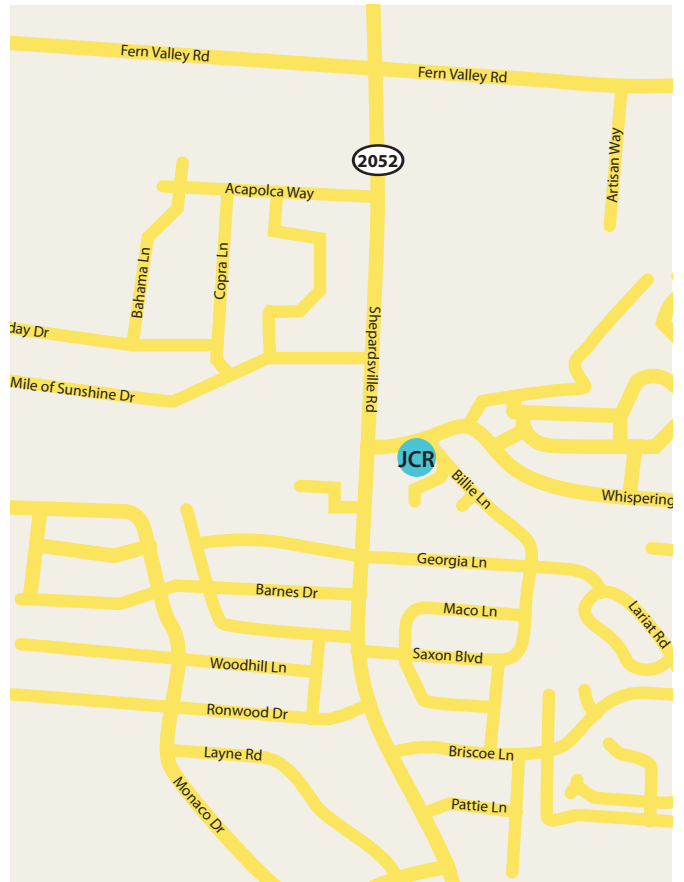 Fern Valley Rd
Fern Valley Rd
Artisan Way
2052
Acapolca Way
Bahama Ln
Copra Ln
day Dr
Shepardsville Rd
Mile of Sunshine Dr
JCR
Billie Ln
Whispering
Georgia Ln
Barnes Dr
Maco Ln
Lariat Rd
Saxon Blvd
Woodhill Ln
Ronwood Dr
Layne Rd
Briscoe Ln
Monaco Dr
Pattie Ln